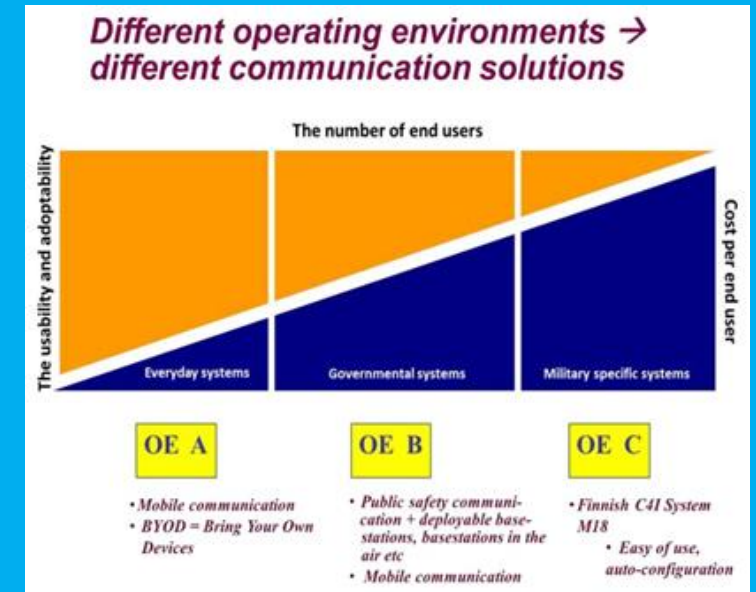 Different operating environments →
different communication solutions
The number of end users
The usability and adoptability
Cost per end user
Everyday systems
Governmental systems
Military specific systems
OE A
OE B
OE C
• Mobile communication
• BYOD = Bring Your Own
Devices
• Public safety communi-
cation + deployable base-
stations, basestations in the
air etc
• Mobile communication
• Finnish C4I System
M18
• Easy of use,
auto-configuration